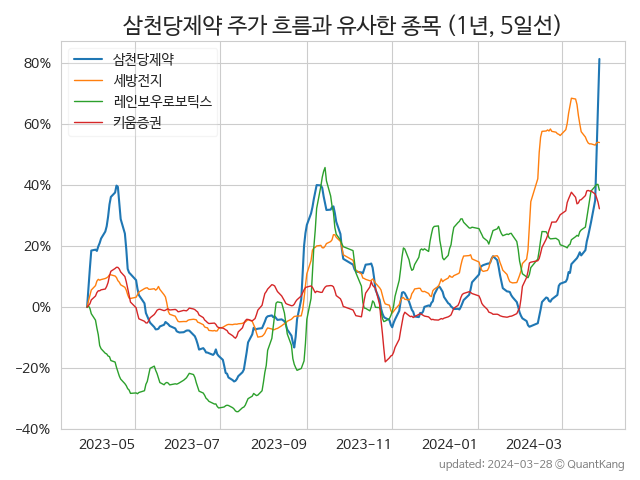 삼천당제약 주가 흐름과 유사한 종목 (1년, 5일선)
삼천당제약
세방전지
레인보우로보틱스
키움증권
80%
60%
40%
20%
0%
−20%
−40%
2023-05 2023-07 2023-09 2023-11 2024-01 2024-03
updated: 2024-03-28 © QuantKang